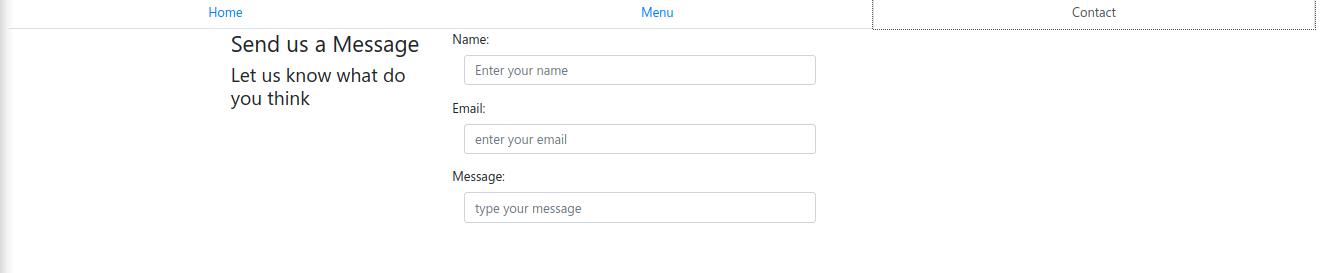 Home Menu Contact
Send us a Message
Let us know what do
you think
Name:
Enter your name
Email:
enter your email
Message:
type your message